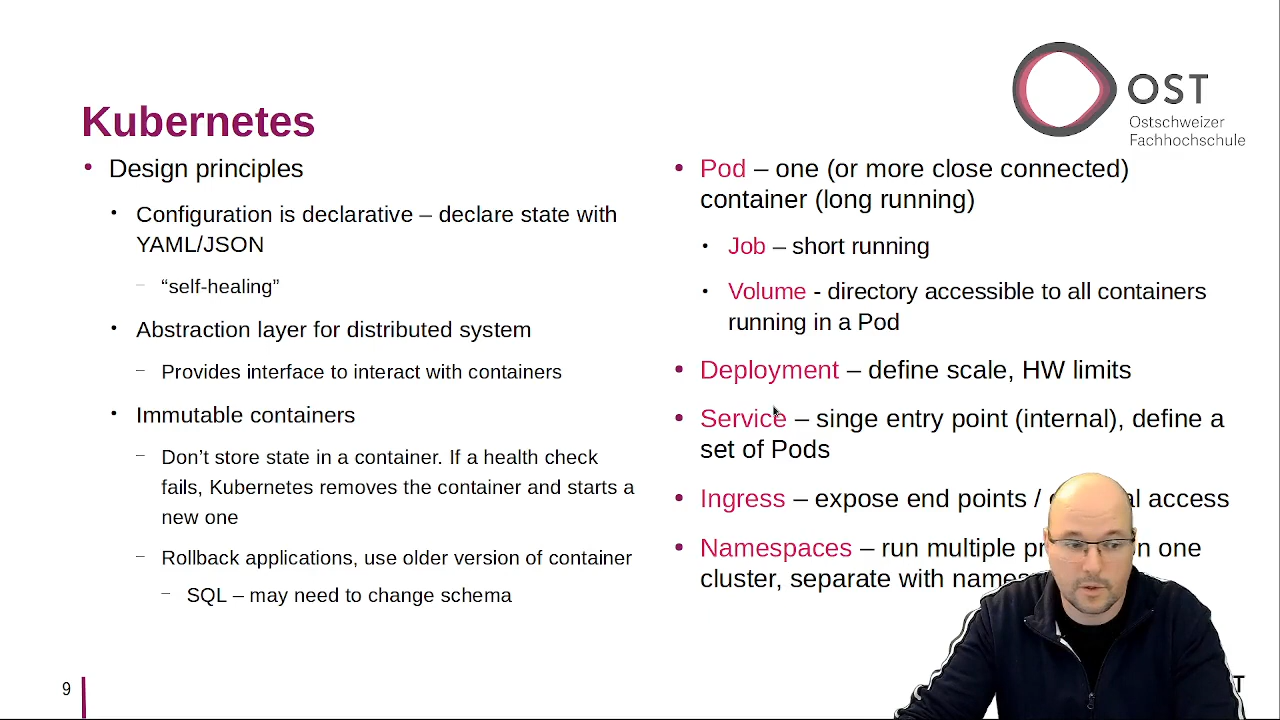 OST
Ostschweizer
Fachhochschule
Kubernetes
• Design principles
• Configuration is declarative – declare state with
YAML/JSON
– “self-healing”
• Abstraction layer for distributed system
– Provides interface to interact with containers
• Immutable containers
– Don’t store state in a container. If a health check
fails, Kubernetes removes the container and starts a
new one
– Rollback applications, use older version of container
– SQL – may need to change schema
• Pod – one (or more close connected)
container (long running)
• Job – short running
• Volume - directory accessible to all containers
running in a Pod
• Deployment – define scale, HW limits
• Service – singe entry point (internal), define a
set of Pods
• Ingress – expose end points / access
• Namespaces – run multiple one
cluster, separate with
9